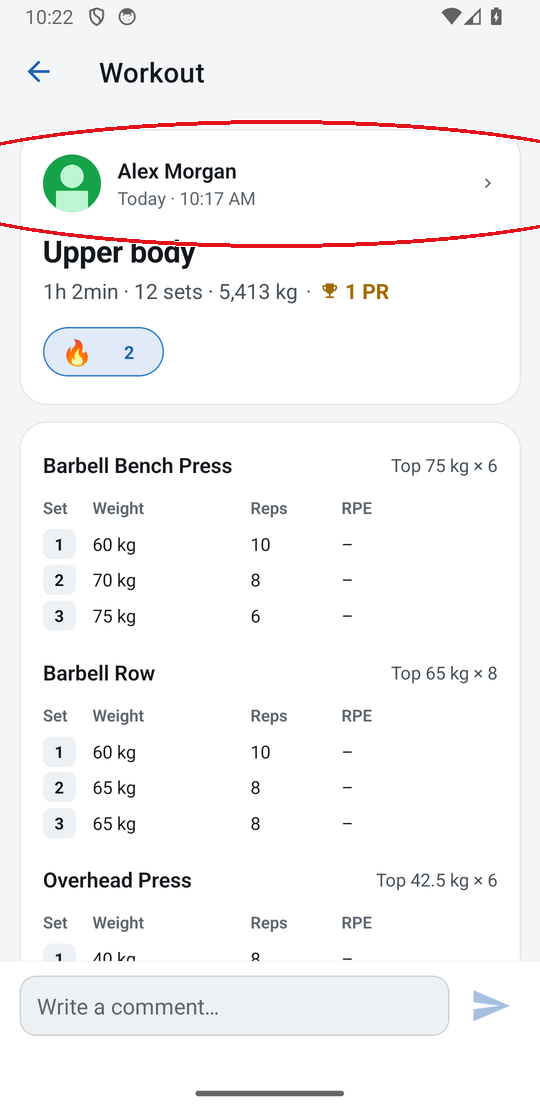 10:22
Workout
Alex Morgan
Today · 10:17 AM
Upper body
1h 2min · 12 sets · 5,413 kg · 🏆 1 PR
🔥 2
Barbell Bench Press Top 75 kg × 6
Set Weight Reps RPE
1 60 kg 10 –
2 70 kg 8 –
3 75 kg 6 –
Barbell Row Top 65 kg × 8
Set Weight Reps RPE
1 60 kg 10 –
2 65 kg 8 –
3 65 kg 8 –
Overhead Press Top 42.5 kg × 6
Set Weight Reps RPE
1 40 kg 8 –
Write a comment...